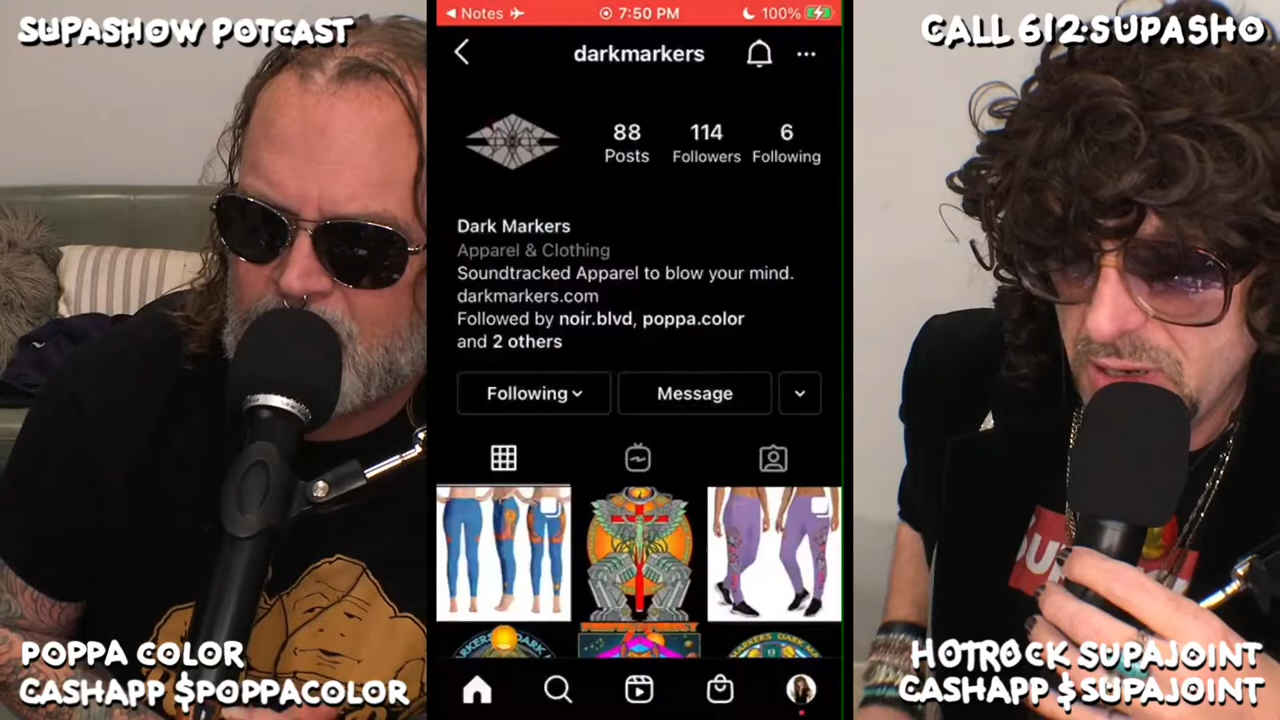 SUPASHOW POTCAST
CALL 612·SUPASHO
Notes
7:50 PM
100%
darkmarkers
88
Posts
114
Followers
6
Following
Dark Markers
Apparel & Clothing
Soundtracked Apparel to blow your mind.
darkmarkers.com
Followed by noir.blvd, poppa.color
and 2 others
Following
Message
POPPA COLOR
CASHAPP $POPPACOLOR
HOTROCK SUPAJOINT
CASHAPP $SUPAJOINT